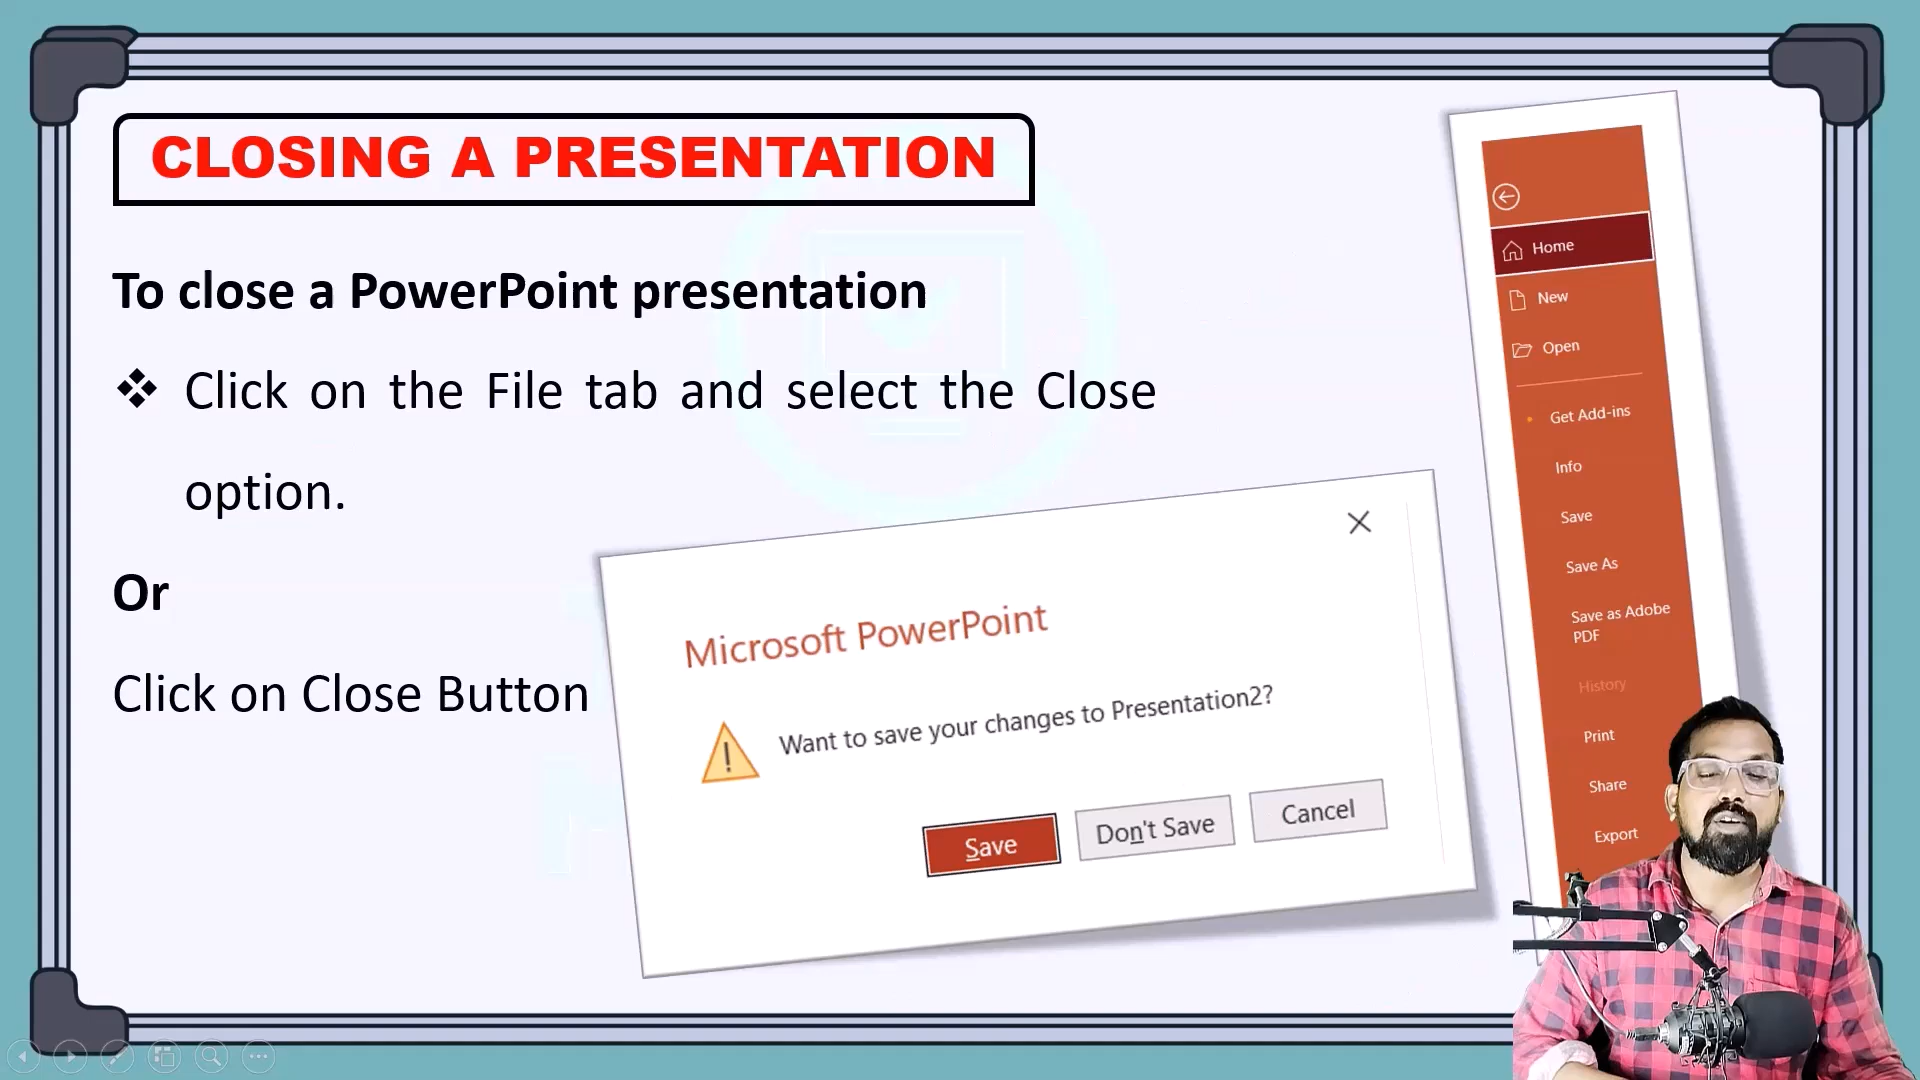 CLOSING A PRESENTATION
To close a PowerPoint presentation
❖ Click on the File tab and select the Close
option.
Or
Click on Close Button
Microsoft PowerPoint
Want to save your changes to Presentation2?
Save
Don't Save
Cancel
Home
New
Open
Get Add-ins
Info
Save
Save As
Save as Adobe
PDF
History
Print
Share
Export